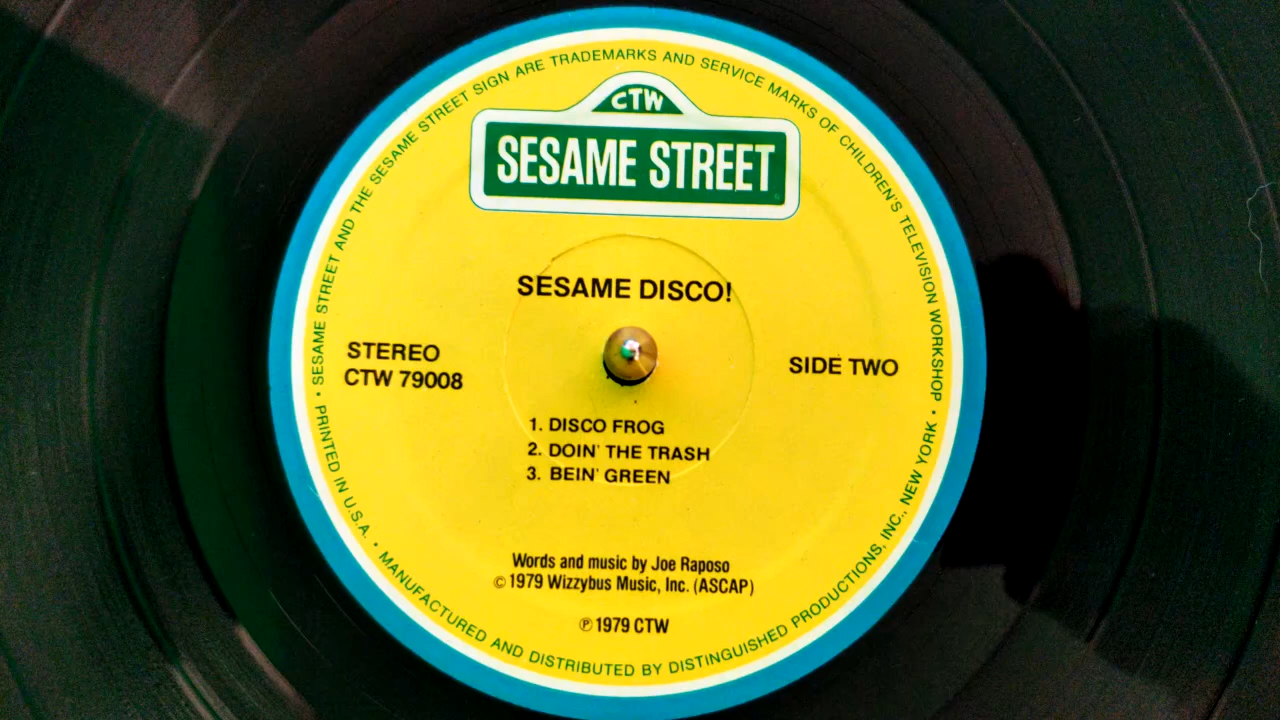 CTW
SESAME STREET
SESAME DISCO!
STEREO
CTW 79008
SIDE TWO
1. DISCO FROG
2. DOIN' THE TRASH
3. BEIN' GREEN
Words and music by Joe Raposo
© 1979 Wizzybus Music, Inc. (ASCAP)
℗ 1979 CTW
• SESAME STREET AND THE SESAME STREET SIGN ARE TRADEMARKS AND SERVICE MARKS OF CHILDREN'S TELEVISION WORKSHOP •
MANUFACTURED AND DISTRIBUTED BY DISTINGUISHED PRODUCTIONS, INC., NEW YORK •
PRINTED IN U.S.A. •